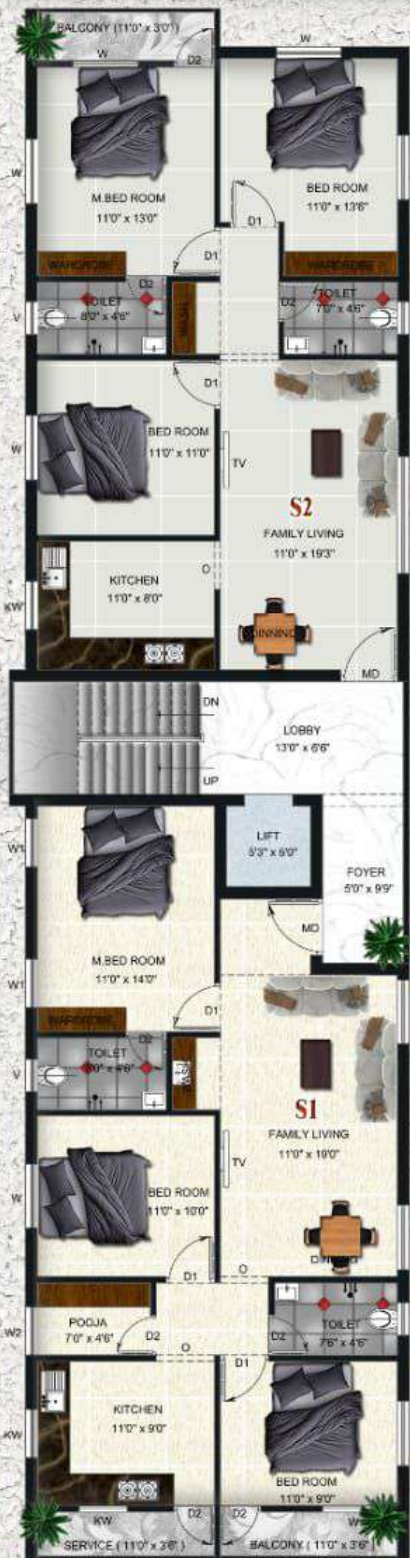 BALCONY (11'0" x 3'0")
W
W
D2
W
M.BED ROOM
11'0" x 13'0"
BED ROOM
11'0" x 13'6"
D1
D1
WARDROBE
WARDROBE
D2
TOILET
8'0" x 4'6"
V
D2
TOILET
7'0" x 4'6"
V
D1
W
BED ROOM
11'0" x 11'0"
TV
W
S2
FAMILY LIVING
11'0" x 19'3"
O
KITCHEN
11'0" x 8'0"
KW
DINNING
MD
DN
LOBBY
13'0" x 6'6"
UP
W1
LIFT
5'3" x 5'0"
FOYER
5'0" x 9'9"
MD
M.BED ROOM
11'0" x 14'0"
W1
D1
WARDROBE
D2
TOILET
V
S1
FAMILY LIVING
11'0" x 19'0"
W
TV
BED ROOM
11'0" x 10'0"
W
W
D1
O
POOJA
7'0" x 4'6"
W2
D2
D2
TOILET
7'6" x 4'6"
V
O
D1
KITCHEN
11'0" x 9'0"
KW
W
BED ROOM
11'0" x 9'0"
KW
D2
D2
W
SERVICE ( 11'0" x 3'6" )
BALCONY ( 11'0" x 3'6" )